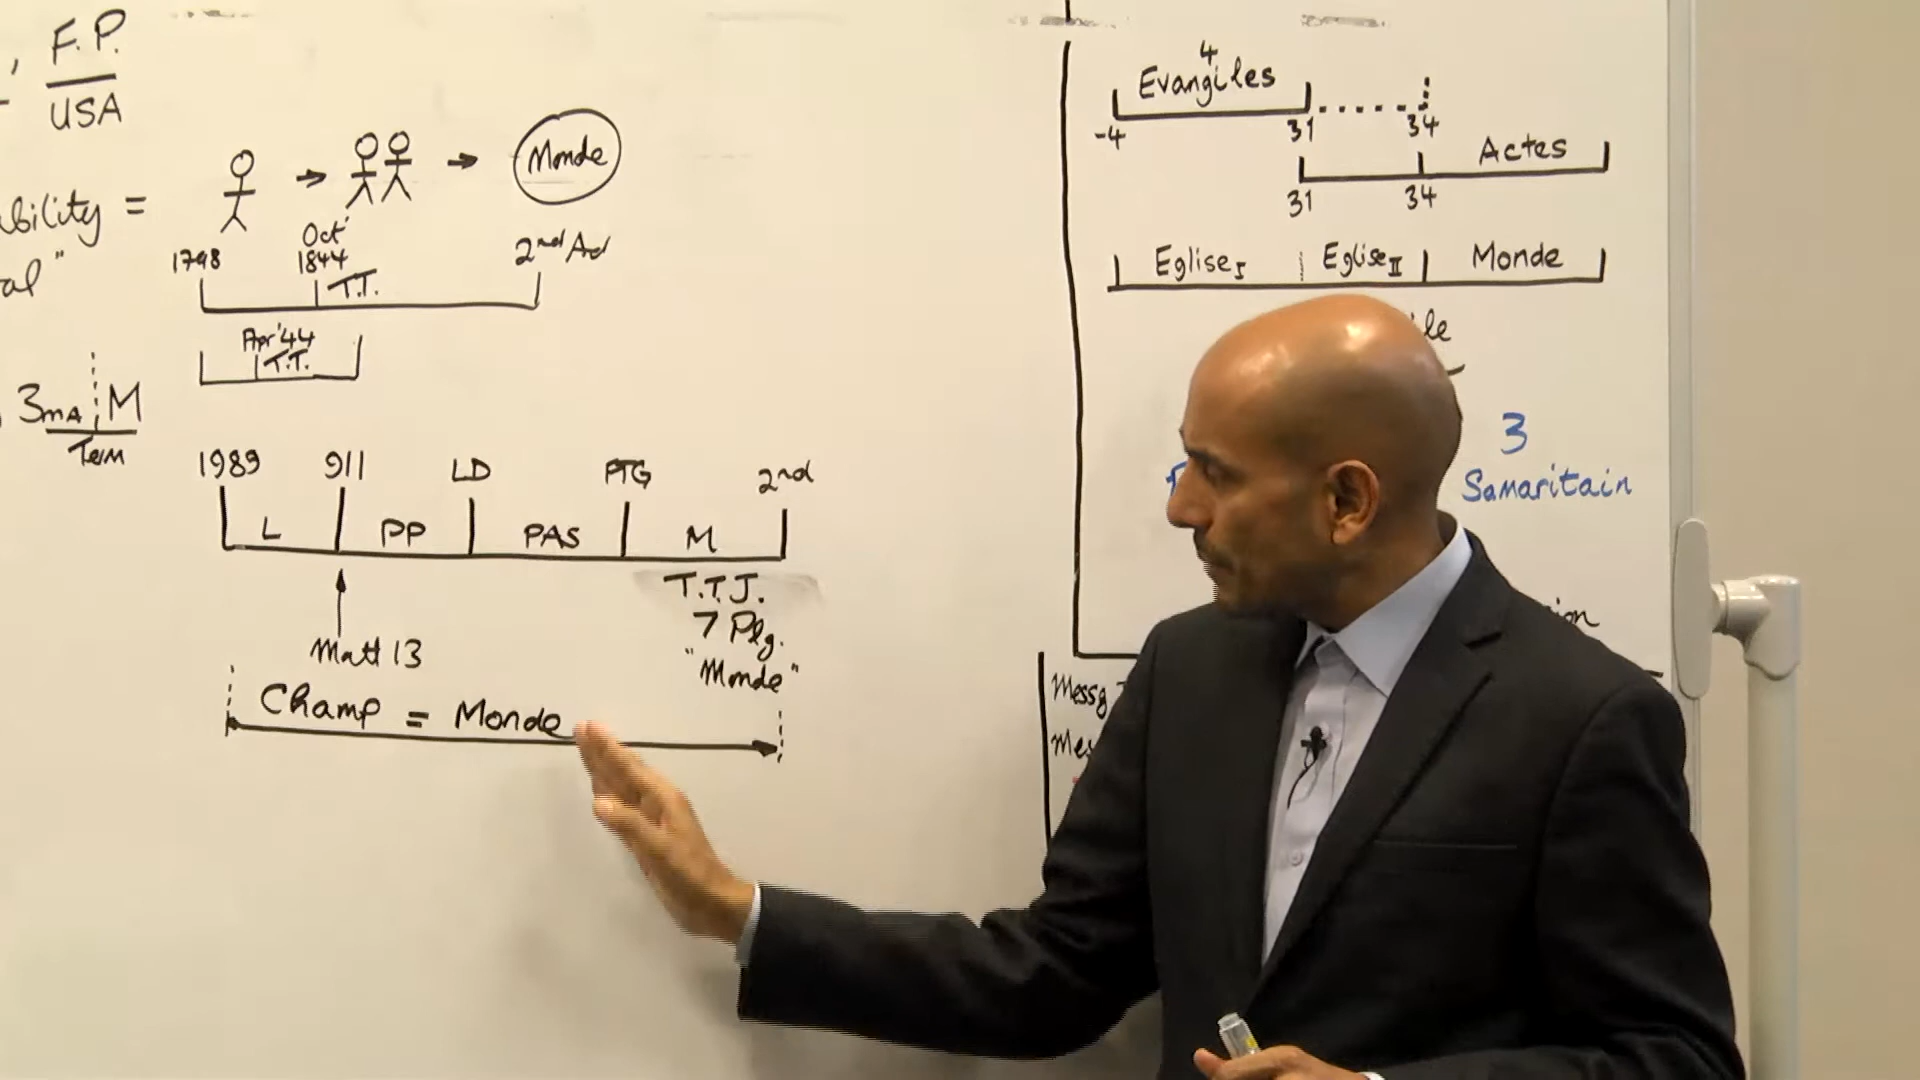 F.P.
USA
Monde
Oct'
1798
1844
2nd Ad
T.T.
Apr'44
T.T.
3MA M
Term
1989 911 LD PTG 2nd
L PP PAS M
T.T.J.
7 Plg.
"Monde"
Matt 13
Champ = Monde
4
Evangiles
-4 31 34
Actes
31 34
Eglise I Eglise II Monde
3
Samaritain
Messg